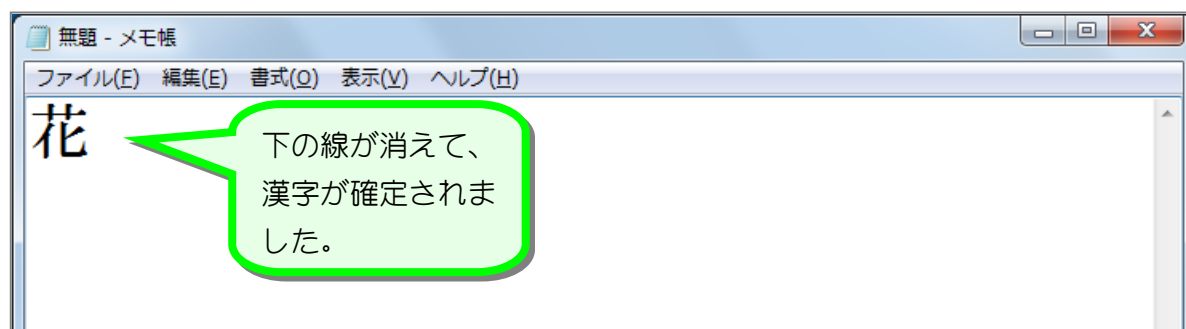 無題 - メモ帳
ファイル(F) 編集(E) 書式(O) 表示(V) ヘルプ(H)
花
下の線が消えて、
漢字が確定されま
した。